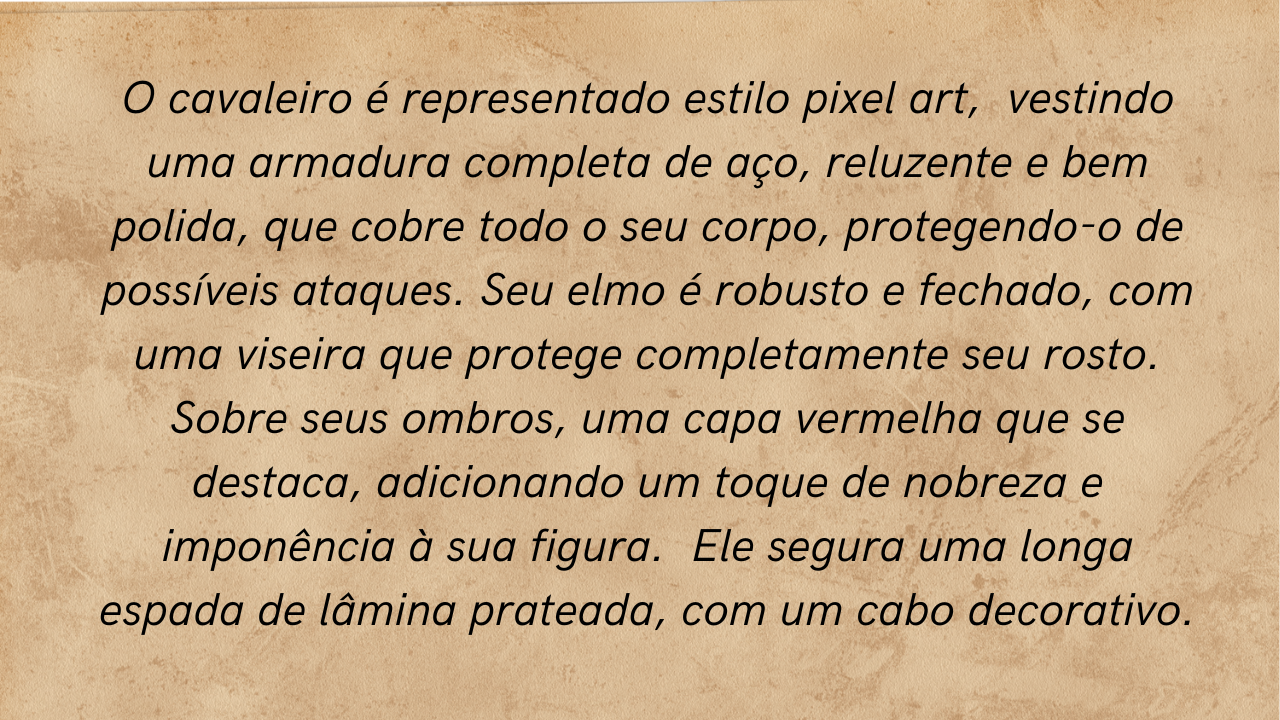 O cavaleiro é representado estilo pixel art,  vestindo
uma armadura completa de aço, reluzente e bem
polida, que cobre todo o seu corpo, protegendo-o de
possíveis ataques. Seu elmo é robusto e fechado, com
uma viseira que protege completamente seu rosto.
Sobre seus ombros, uma capa vermelha que se
destaca, adicionando um toque de nobreza e
imponência à sua figura.  Ele segura uma longa
espada de lâmina prateada, com um cabo decorativo.